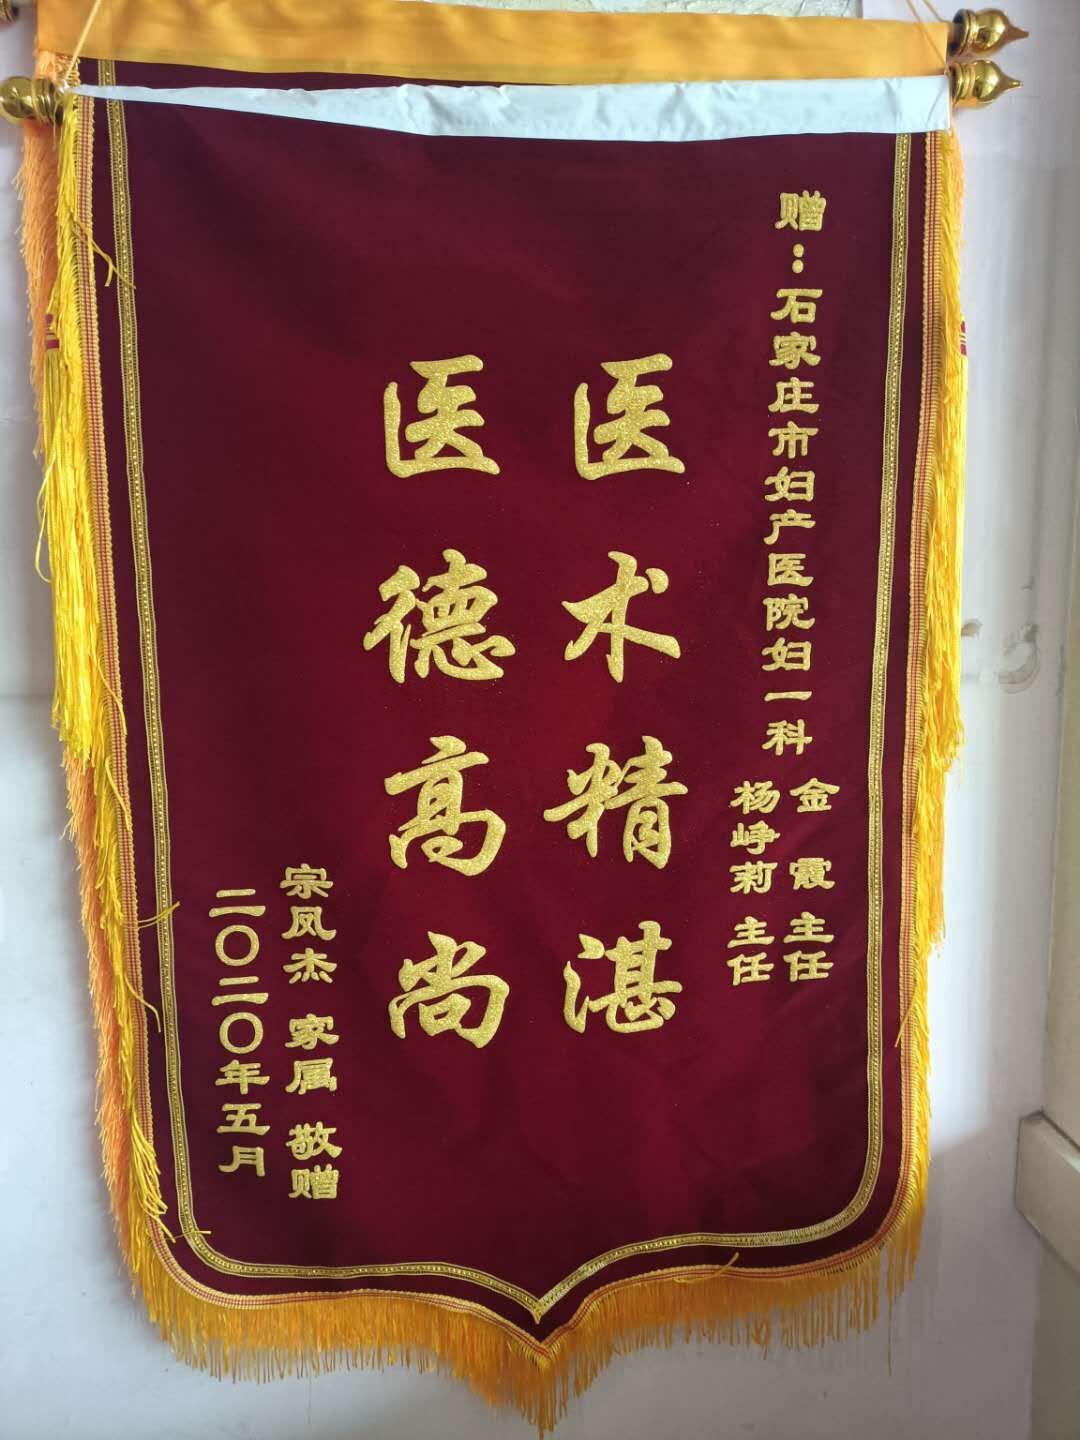 赠：石家庄市妇产医院妇一科
金霞 主任
杨峥莉 主任
医术精湛
医德高尚
宗凤杰 家属 敬赠
二〇二〇年五月